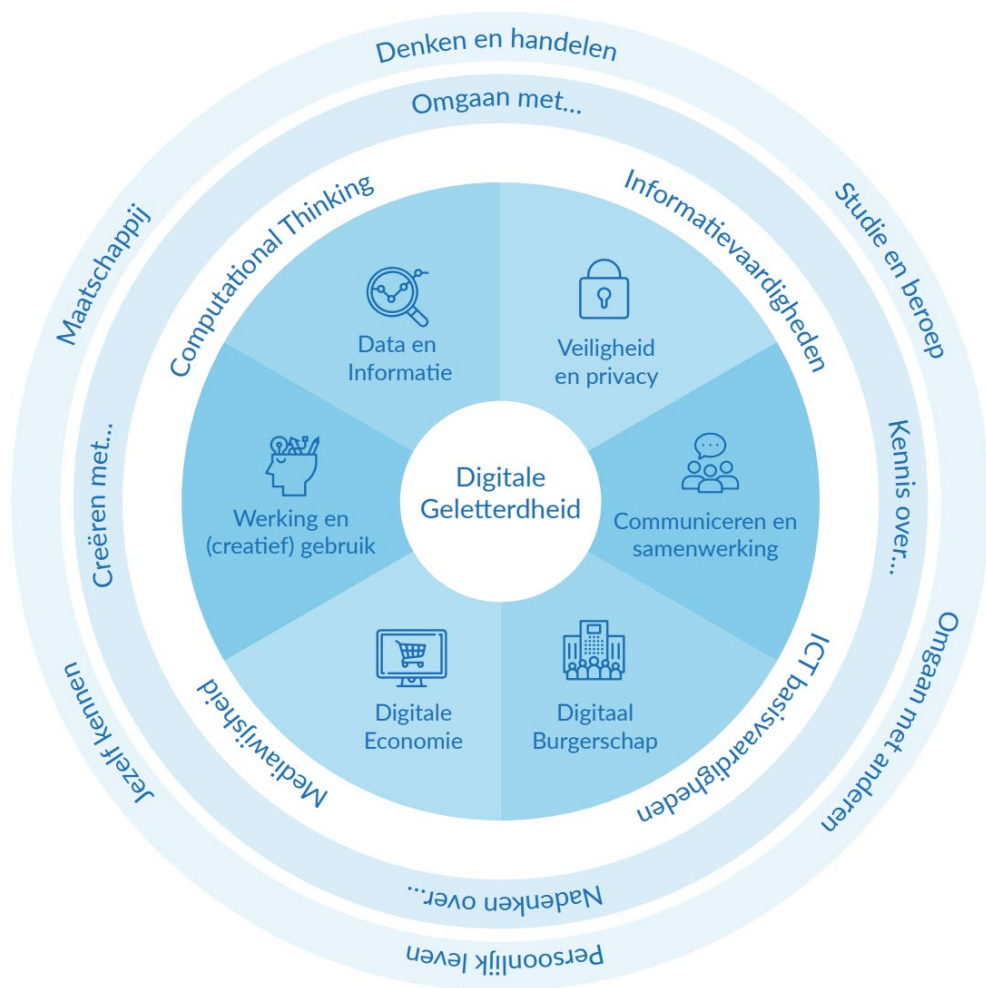 Denken en handelen
Studie en beroep
Omgaan met anderen
Persoonlijk leven
Jezelf kennen
Maatschappij
Omgaan met...
Kennis over...
Nadenken over...
Creëren met...
Computational Thinking
Informatievaardigheden
ICT basisvaardigheden
Mediawijsheid
Data en
Informatie
Veiligheid
en privacy
Communiceren en
samenwerking
Digitaal
Burgerschap
Digitale
Economie
Werking en
(creatief) gebruik
Digitale
Geletterdheid